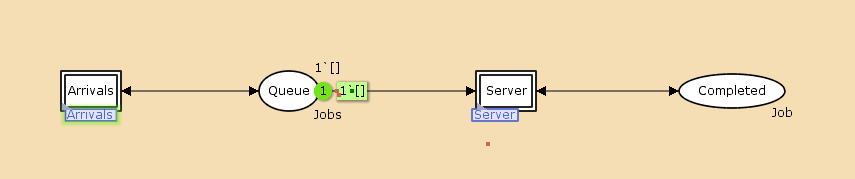 1`[]
Arrivals
Queue
1
1`[]
Server
Completed
Arrivals
Jobs
Server
Job